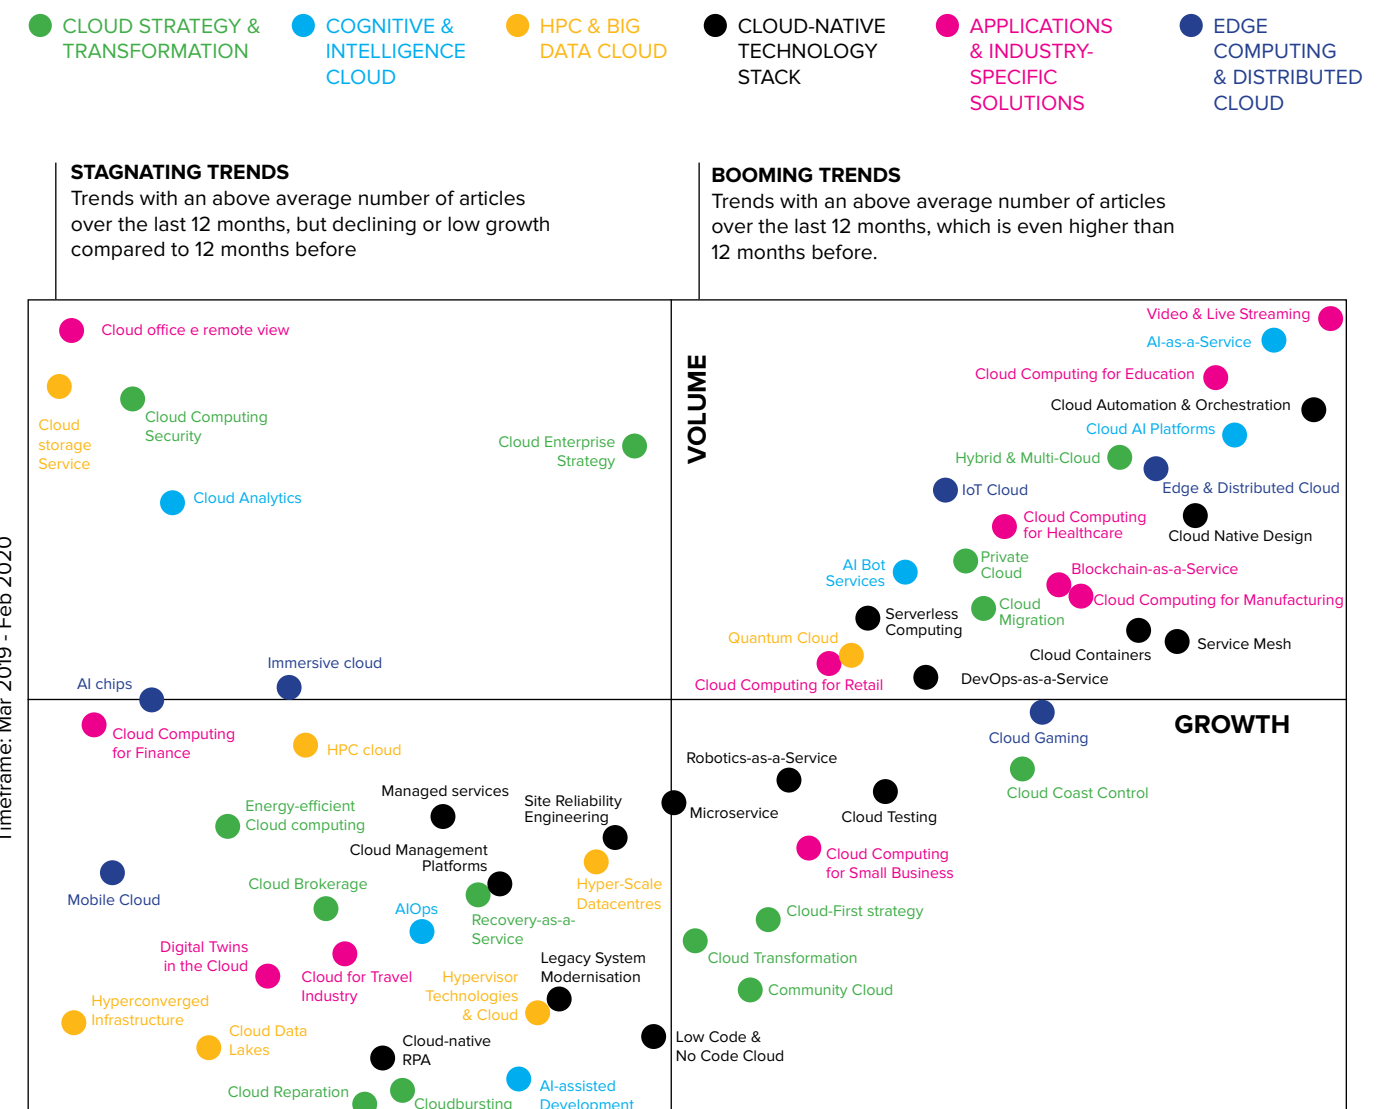 CLOUD STRATEGY &
TRANSFORMATION
COGNITIVE &
INTELLIGENCE
CLOUD
HPC & BIG
DATA CLOUD
CLOUD-NATIVE
TECHNOLOGY
STACK
APPLICATIONS
& INDUSTRY-
SPECIFIC
SOLUTIONS
EDGE
COMPUTING
& DISTRIBUTED
CLOUD
STAGNATING TRENDS
Trends with an above average number of articles
over the last 12 months, but declining or low growth
compared to 12 months before
BOOMING TRENDS
Trends with an above average number of articles
over the last 12 months, which is even higher than
12 months before.
Timeframe: Mar 2019 - Feb 2020
Cloud office e remote view
Cloud
storage
Service
Cloud Computing
Security
Cloud Enterprise
Strategy
Cloud Analytics
Immersive cloud
AI chips
VOLUME
Video & Live Streaming
AI-as-a-Service
Cloud Computing for Education
Cloud Automation & Orchestration
Cloud AI Platforms
Hybrid & Multi-Cloud
Edge & Distributed Cloud
IoT Cloud
Cloud Computing
for Healthcare
Cloud Native Design
Private
Cloud
AI Bot
Services
Blockchain-as-a-Service
Cloud Computing for Manufacturing
Cloud
Migration
Serverless
Computing
Quantum Cloud
Cloud Containers
Service Mesh
Cloud Computing for Retail
DevOps-as-a-Service
GROWTH
Cloud Computing
for Finance
HPC cloud
Managed services
Site Reliability
Engineering
Energy-efficient
Cloud computing
Cloud Management
Platforms
Mobile Cloud
Cloud Brokerage
Hyper-Scale
Datacentres
AIOps
Recovery-as-a-
Service
Digital Twins
in the Cloud
Cloud for Travel
Industry
Legacy System
Modernisation
Hypervisor
Technologies
& Cloud
Hyperconverged
Infrastructure
Cloud Data
Lakes
Cloud-native
RPA
Cloud Reparation
Cloudbursting
AI-assisted
Development
Cloud Gaming
Cloud Coast Control
Robotics-as-a-Service
Microservice
Cloud Testing
Cloud Computing
for Small Business
Cloud-First strategy
Cloud Transformation
Community Cloud
Low Code &
No Code Cloud